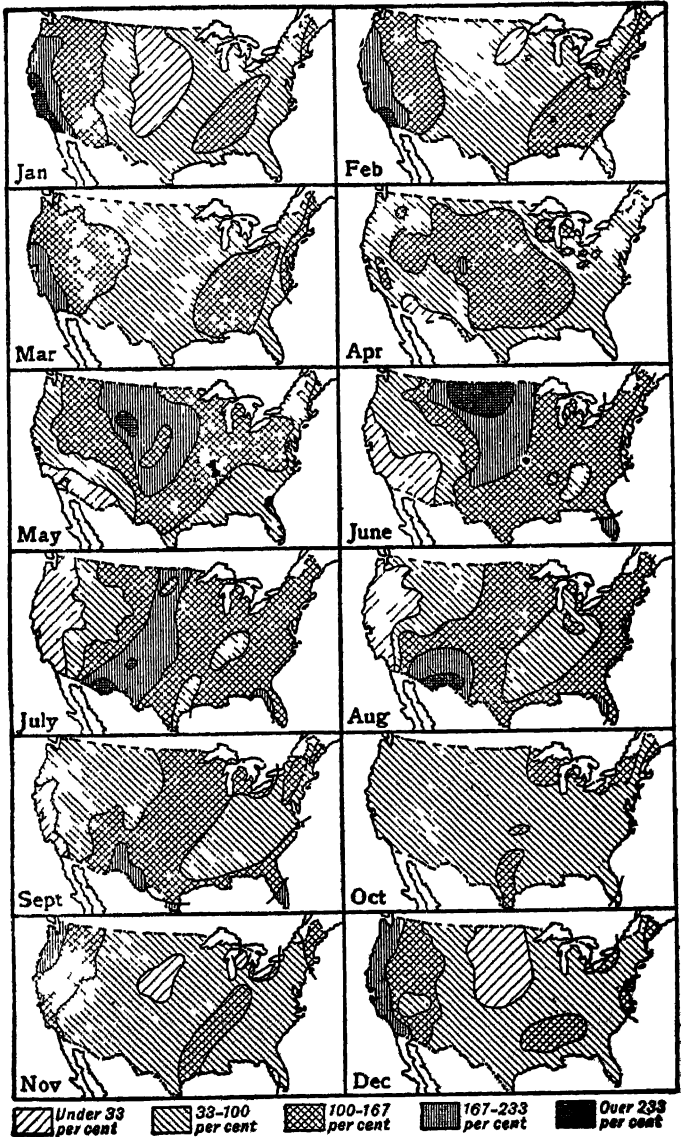 Jan
Feb
Mar
Apr
May
June
July
Aug
Sept
Oct
Nov
Dec
Under 33
per cent
33-100
per cent
100-167
per cent
167-233
per cent
Over 233
per cent